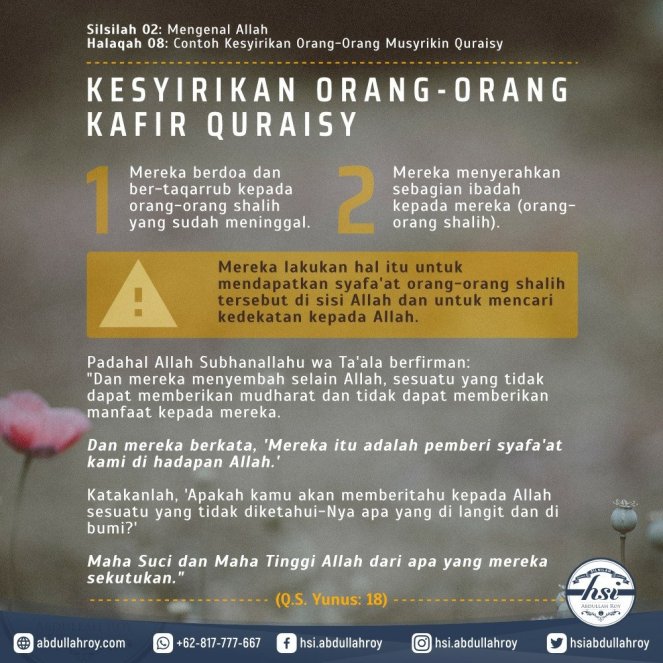 Silsilah 02: Mengenal Allah
Halaqah 08: Contoh Kesyirikan Orang-Orang Musyrikin Quraisy
KESYIRIKAN ORANG-ORANG
KAFIR QURAISY
1
Mereka berdoa dan
ber-taqarrub kepada
orang-orang shalih
yang sudah meninggal.
2
Mereka menyerahkan
sebagian ibadah
kepada mereka (orang-
orang shalih).
Mereka lakukan hal itu untuk
mendapatkan syafa'at orang-orang shalih
tersebut di sisi Allah dan untuk mencari
kedekatan kepada Allah.
Padahal Allah Subhanallahu wa Ta'ala berfirman:
"Dan mereka menyembah selain Allah, sesuatu yang tidak
dapat memberikan mudharat dan tidak dapat memberikan
manfaat kepada mereka.
Dan mereka berkata, 'Mereka itu adalah pemberi syafa'at
kami di hadapan Allah.'
Katakanlah, 'Apakah kamu akan memberitahu kepada Allah
sesuatu yang tidak diketahui-Nya apa yang di langit dan di
bumi?'
Maha Suci dan Maha Tinggi Allah dari apa yang mereka
sekutukan."
(Q.S. Yunus: 18)
hsi
ABDULLAH ROY
abdullahroy.com
+62-817-777-667
hsi.abdullahroy
hsi.abdullahroy
hsiabdullahroy